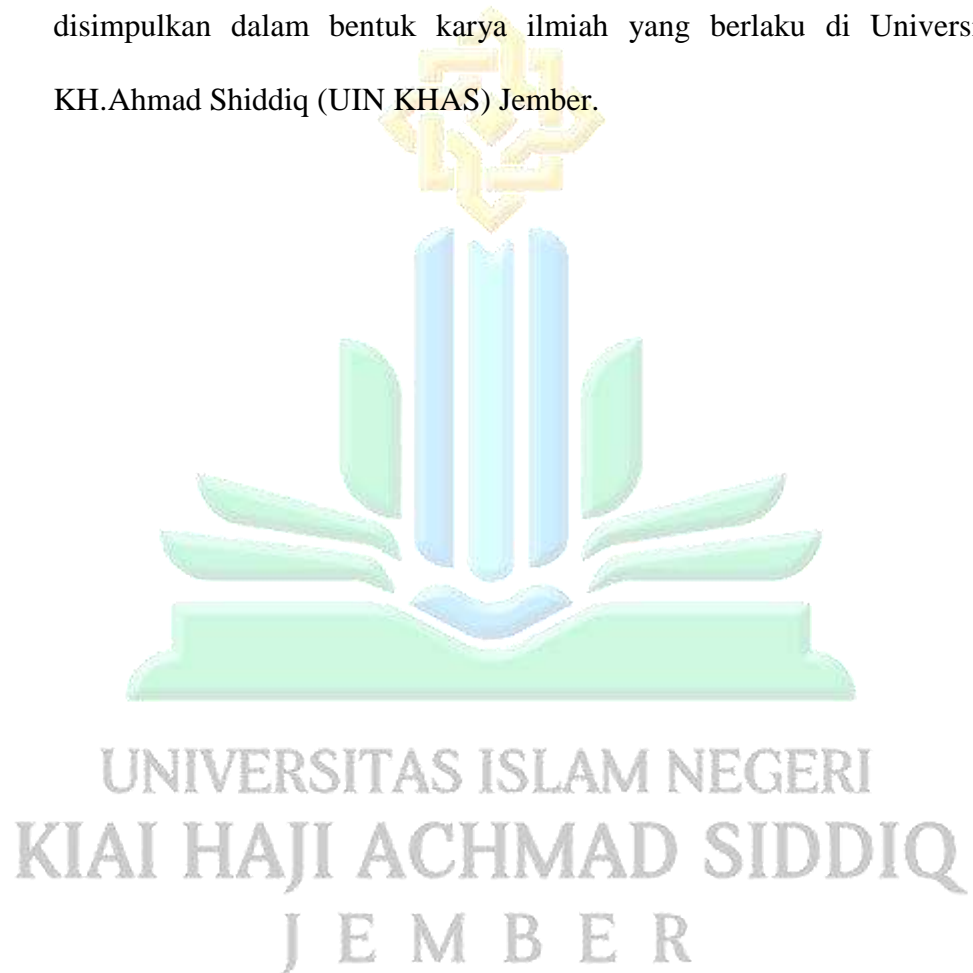 disimpulkan dalam bentuk karya ilmiah yang berlaku di
KH.Ahmad Shiddiq (UIN KHAS) Jember.
UNIVERSITAS ISLAM NEGERI
KIAI HAJI ACHMAD SIDDIQ
JEMBER